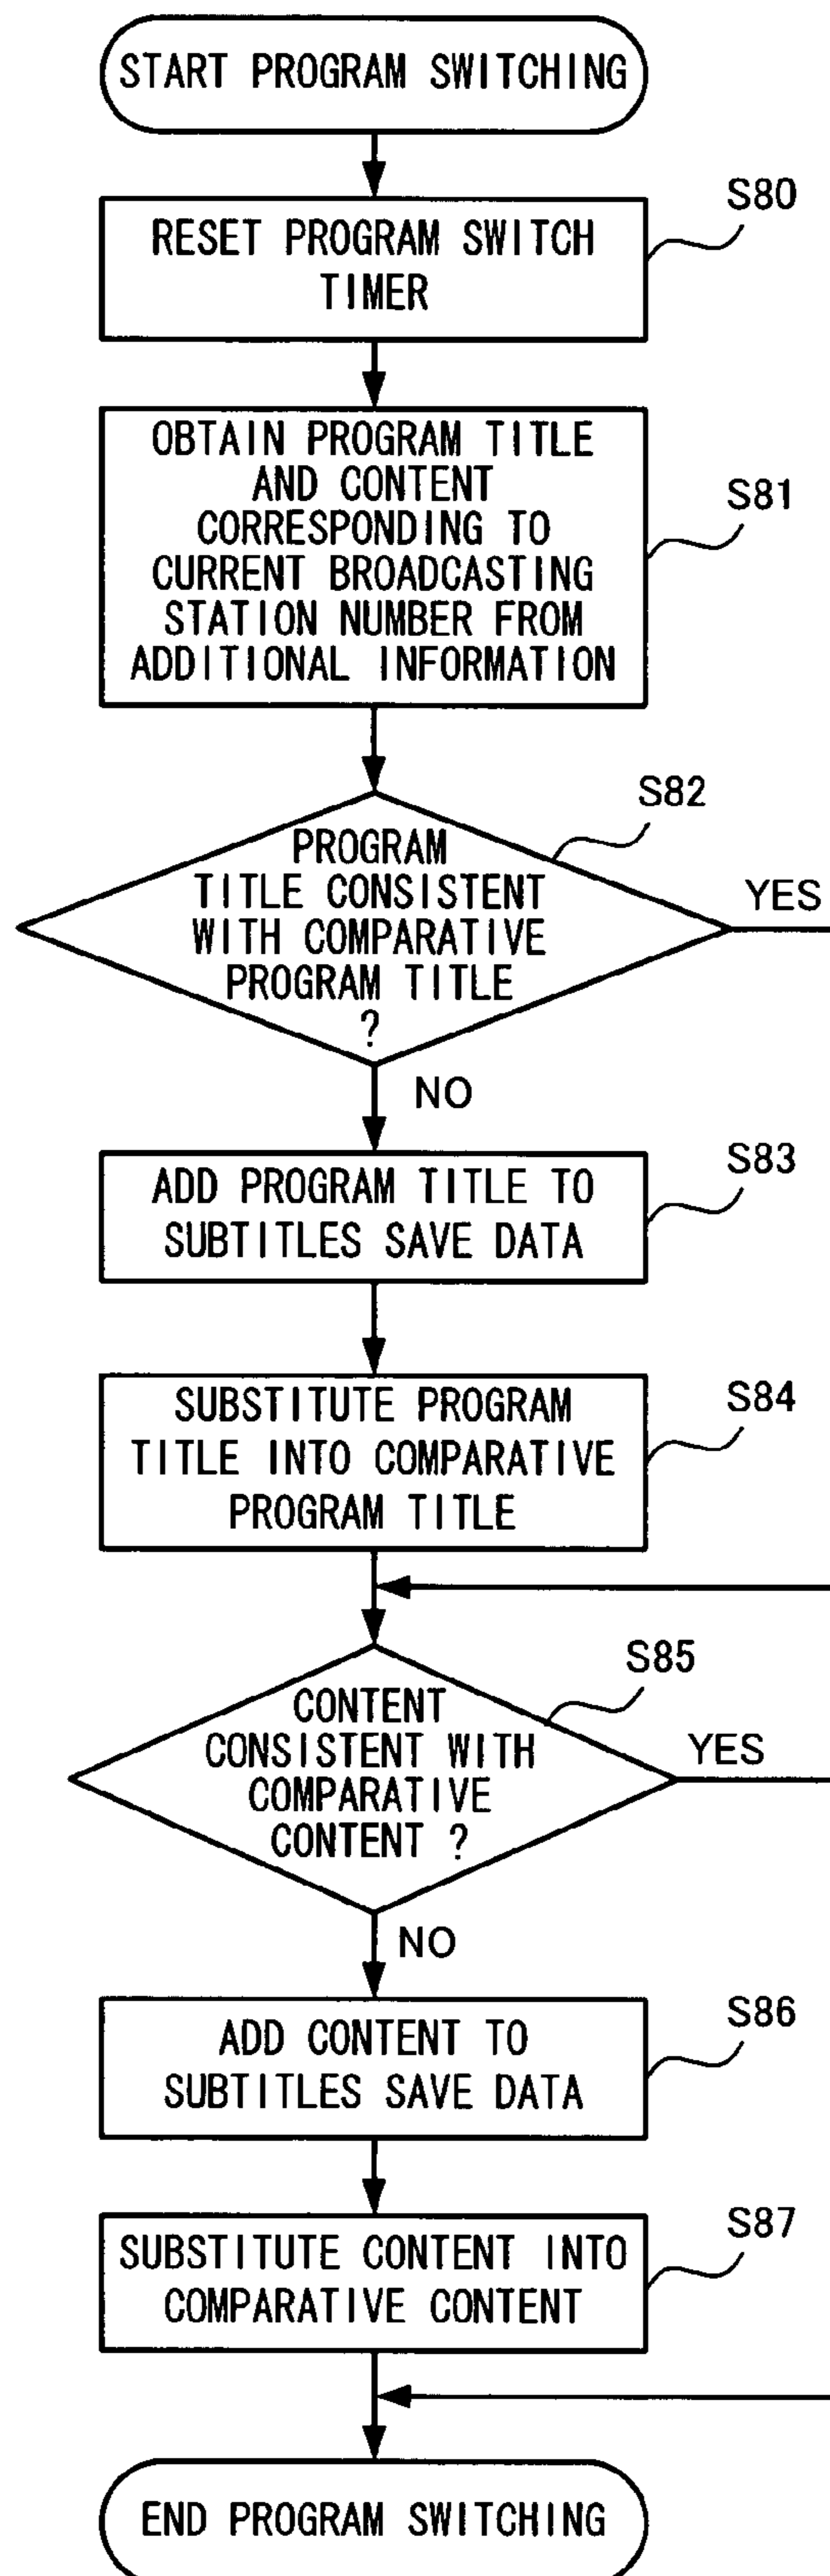 START PROGRAM SWITCHING
S80
RESET PROGRAM SWITCH
TIMER
S81
OBTAIN PROGRAM TITLE
AND CONTENT
CORRESPONDING TO
CURRENT BROADCASTING
STATION NUMBER FROM
ADDITIONAL INFORMATION
S82
PROGRAM
TITLE CONSISTENT
WITH COMPARATIVE
PROGRAM TITLE
?
YES
NO
S83
ADD PROGRAM TITLE TO
SUBTITLES SAVE DATA
S84
SUBSTITUTE PROGRAM
TITLE INTO COMPARATIVE
PROGRAM TITLE
S85
CONTENT
CONSISTENT WITH
COMPARATIVE
CONTENT ?
YES
NO
S86
ADD CONTENT TO
SUBTITLES SAVE DATA
S87
SUBSTITUTE CONTENT INTO
COMPARATIVE CONTENT
END PROGRAM SWITCHING